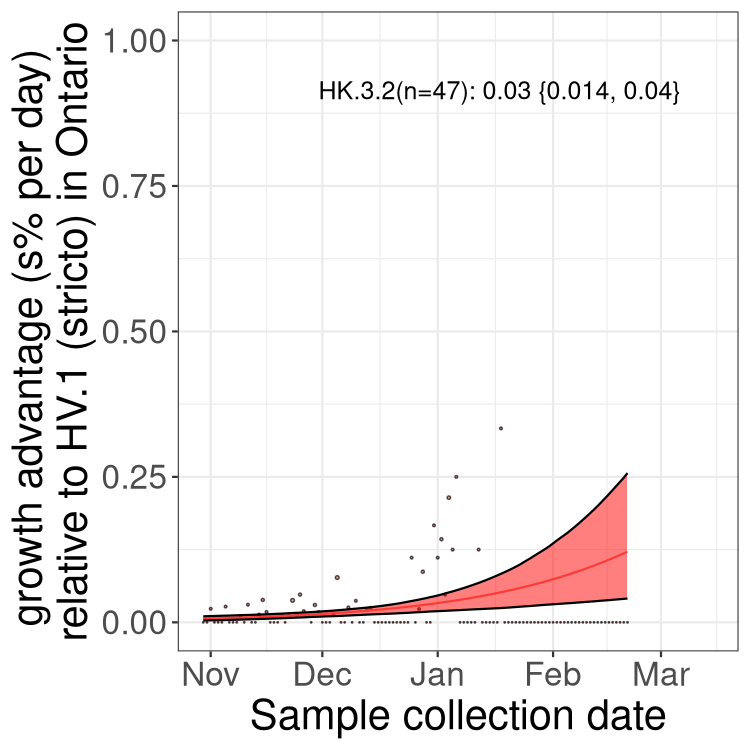 HK.3.2(n=47): 0.03 {0.014, 0.04}
growth advantage (s% per day)
relative to HV.1 (stricto) in Ontario
1.00
0.75
0.50
0.25
0.00
Nov Dec Jan Feb Mar
Sample collection date